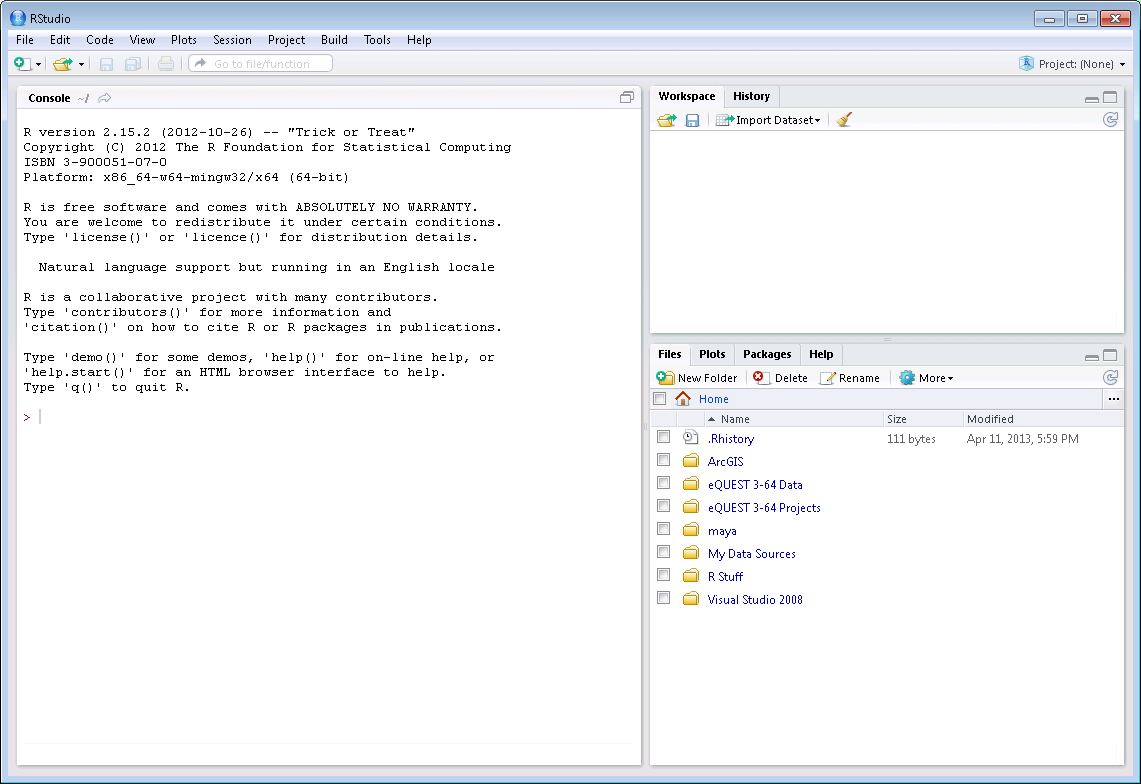 RStudio
File Edit Code View Plots Session Project Build Tools Help
Go to file/function
Project: (None)
Console ~/
R version 2.15.2 (2012-10-26) -- "Trick or Treat"
Copyright (C) 2012 The R Foundation for Statistical Computing
ISBN 3-900051-07-0
Platform: x86_64-w64-mingw32/x64 (64-bit)
R is free software and comes with ABSOLUTELY NO WARRANTY.
You are welcome to redistribute it under certain conditions.
Type 'license()' or 'licence()' for distribution details.
Natural language support but running in an English locale
R is a collaborative project with many contributors.
Type 'contributors()' for more information and
'citation()' on how to cite R or R packages in publications.
Type 'demo()' for some demos, 'help()' for on-line help, or
'help.start()' for an HTML browser interface to help.
Type 'q()' to quit R.
>
Workspace History
Import Dataset
Files Plots Packages Help
New Folder Delete Rename More
Home ...
Name Size Modified
.Rhistory 111 bytes Apr 11, 2013, 5:59 PM
ArcGIS
eQUEST 3-64 Data
eQUEST 3-64 Projects
maya
My Data Sources
R Stuff
Visual Studio 2008